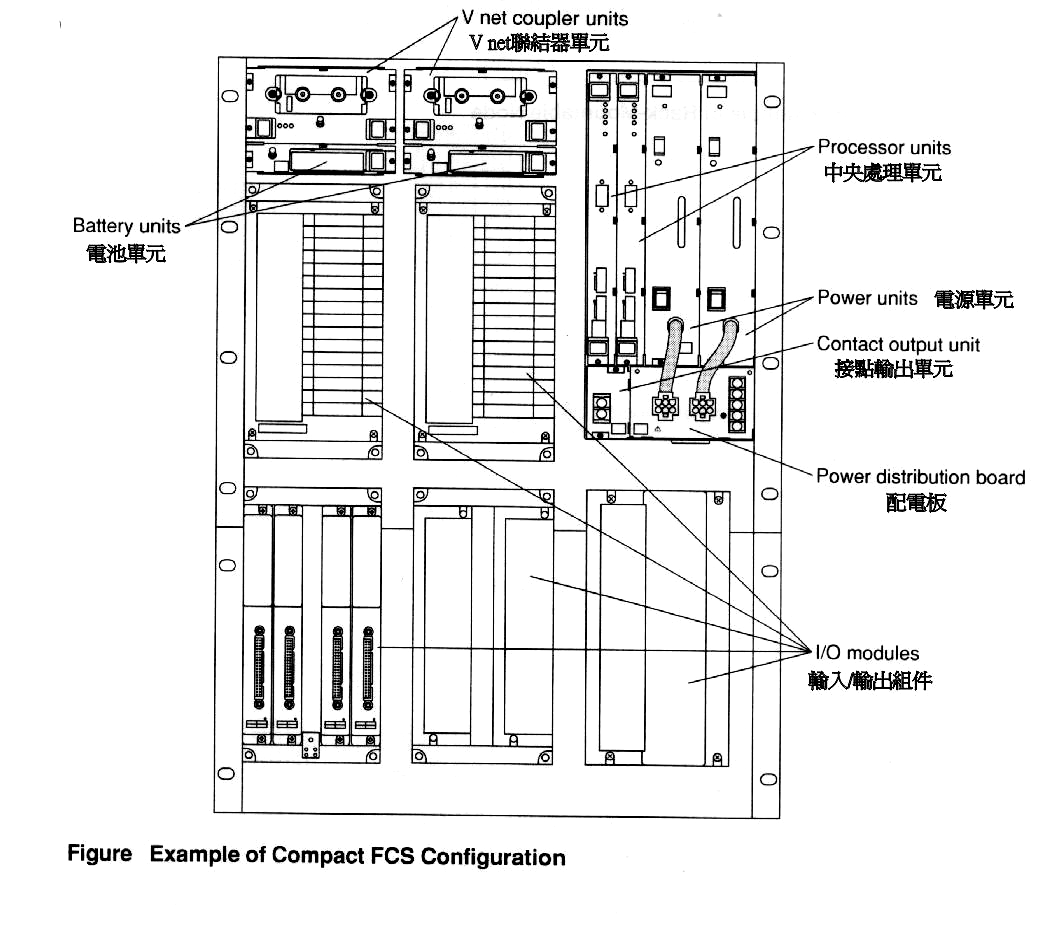 V net coupler units
V net聯結器單元
Processor units
中央處理單元
Battery units
電池單元
Power units 電源單元
Contact output unit
接點輸出單元
Power distribution board
配電板
I/O modules
輸入/輸出組件
Figure Example of Compact FCS Configuration